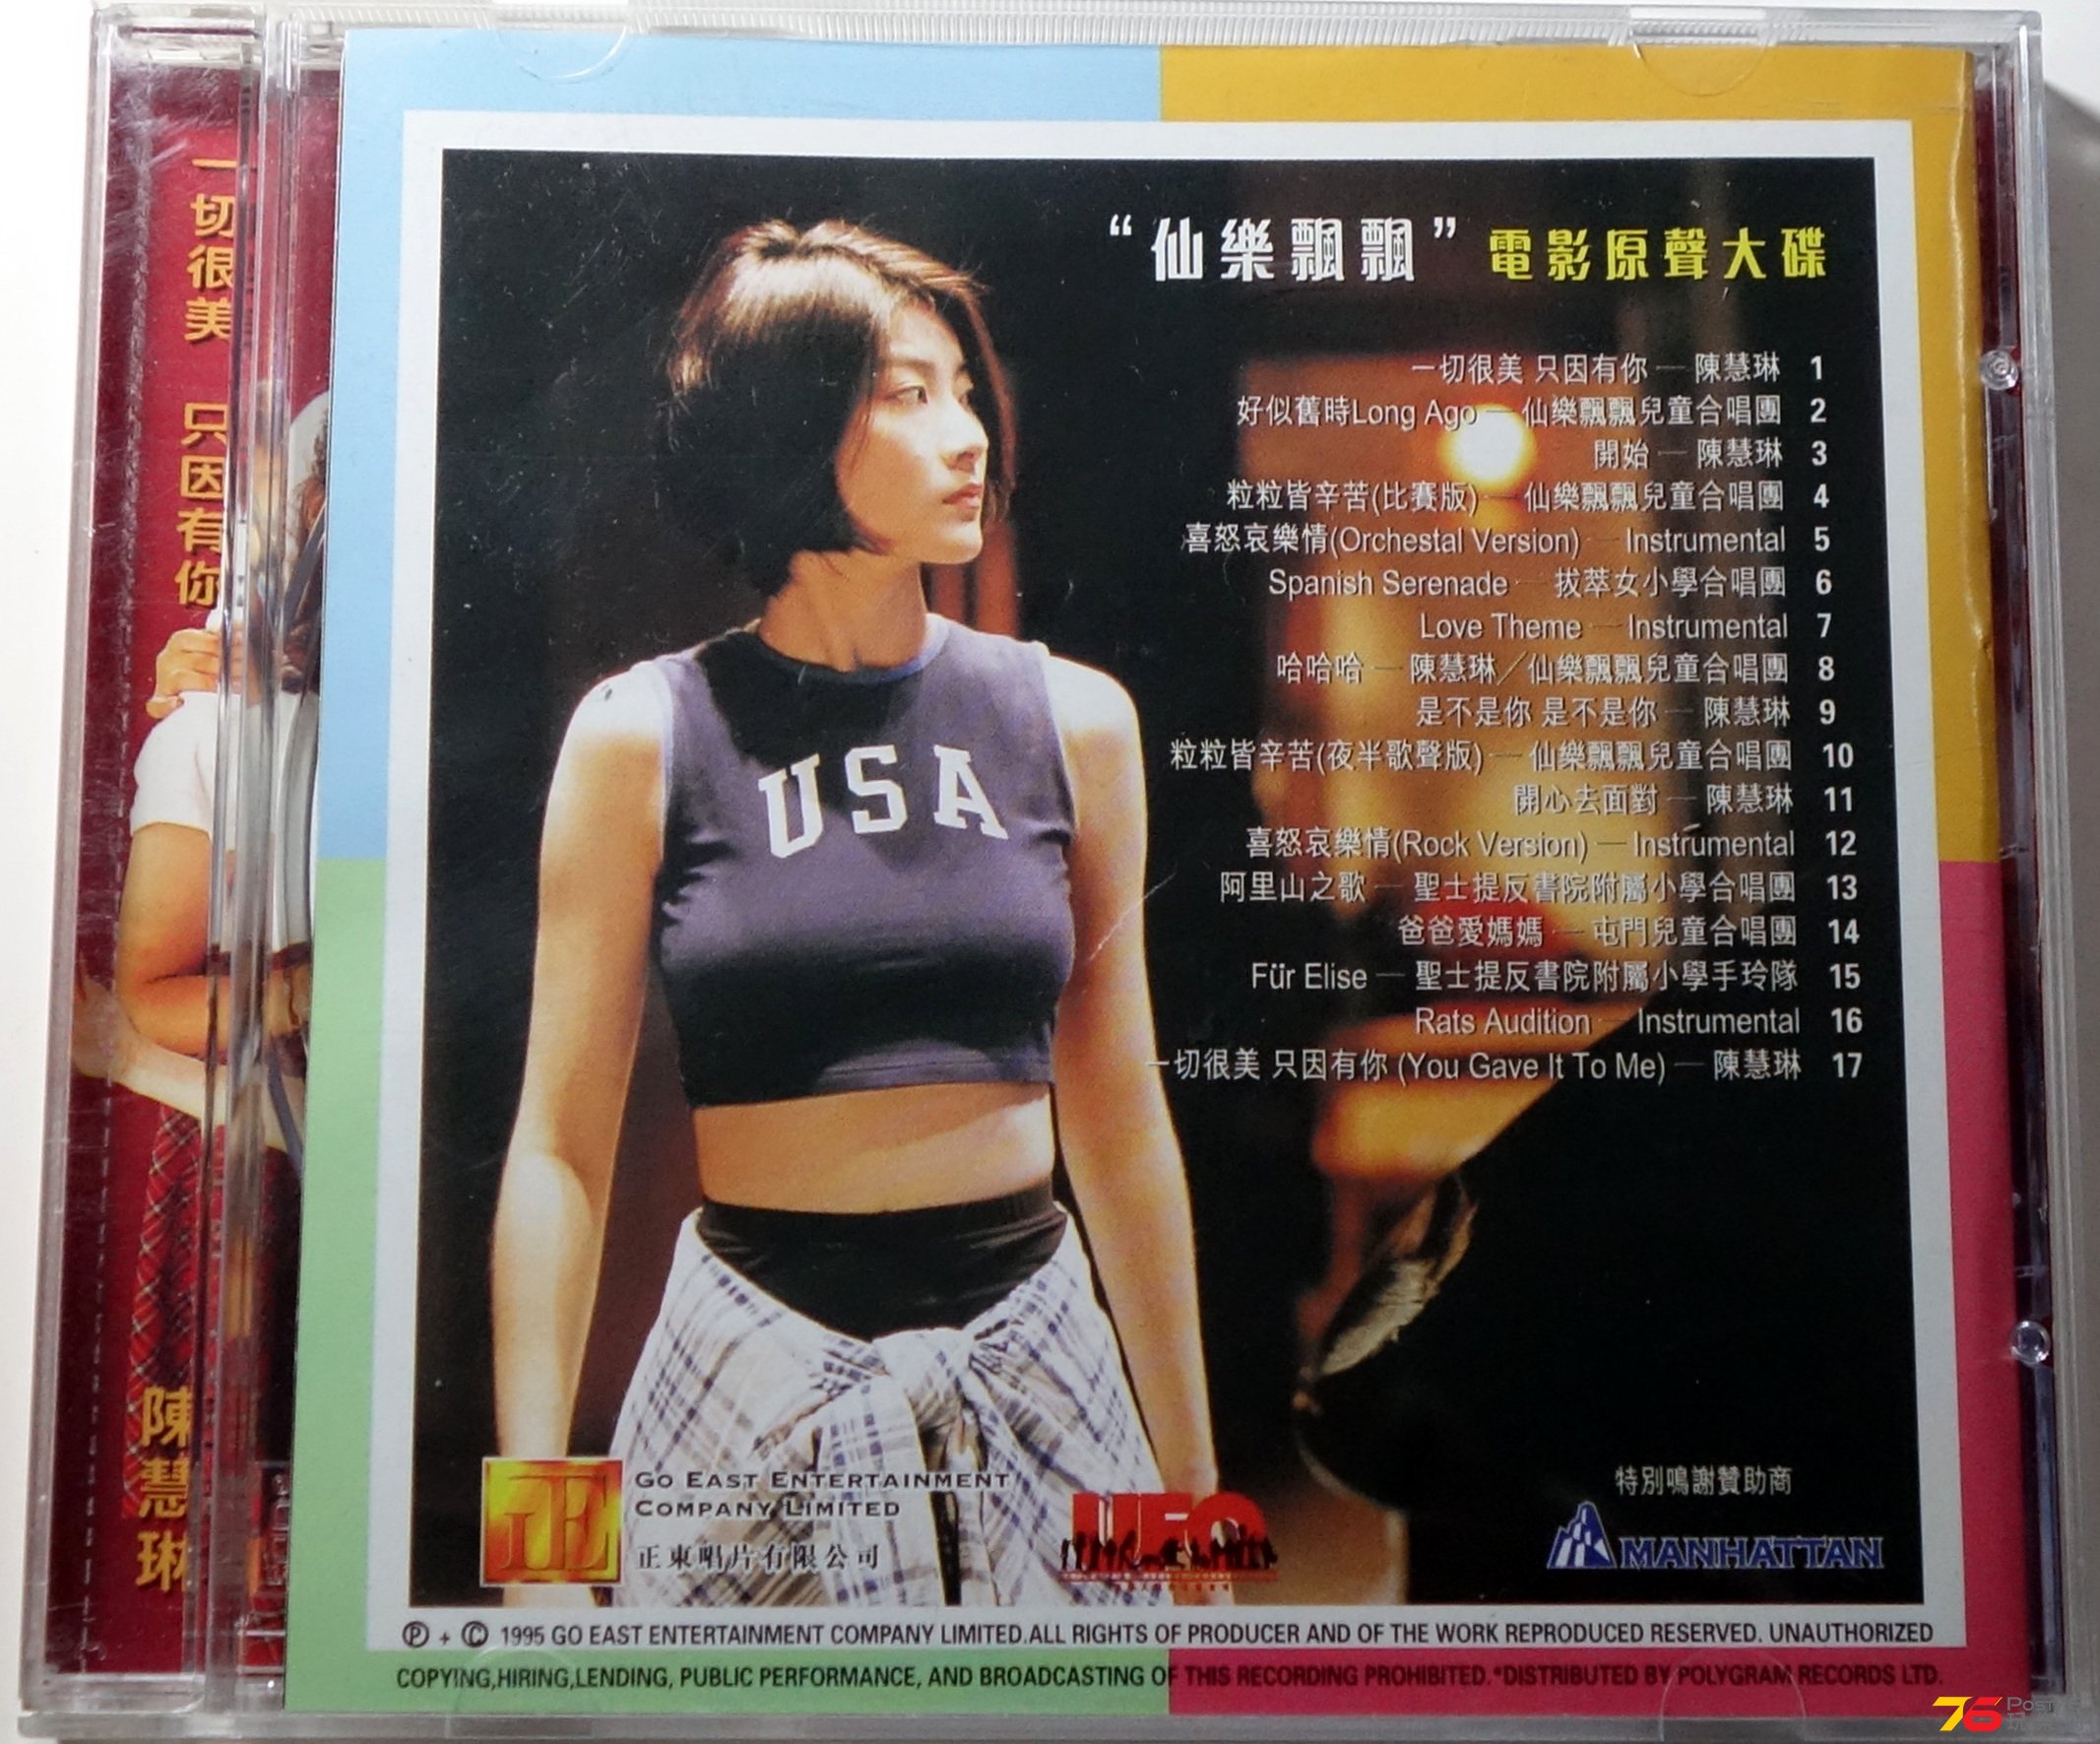 一切很美 只因有你
陳慧琳
“仙樂飄飄” 電影原聲大碟
一切很美 只因有你 — 陳慧琳 1
好似舊時Long Ago — 仙樂飄飄兒童合唱團 2
開始 — 陳慧琳 3
粒粒皆辛苦(比賽版) — 仙樂飄飄兒童合唱團 4
喜怒哀樂情(Orchestal Version) — Instrumental 5
Spanish Serenade — 拔萃女小學合唱團 6
Love Theme — Instrumental 7
哈哈哈 — 陳慧琳／仙樂飄飄兒童合唱團 8
是不是你 是不是你 — 陳慧琳 9
粒粒皆辛苦(夜半歌聲版) — 仙樂飄飄兒童合唱團 10
開心去面對 — 陳慧琳 11
喜怒哀樂情(Rock Version) — Instrumental 12
阿里山之歌 — 聖士提反書院附屬小學合唱團 13
爸爸愛媽媽 — 屯門兒童合唱團 14
Für Elise — 聖士提反書院附屬小學手玲隊 15
Rats Audition — Instrumental 16
一切很美 只因有你 (You Gave It To Me) — 陳慧琳 17
USA
特別鳴謝贊助商
MANHATTAN
GO EAST ENTERTAINMENT
COMPANY LIMITED
正東唱片有限公司
UFO
℗ + © 1995 GO EAST ENTERTAINMENT COMPANY LIMITED.ALL RIGHTS OF PRODUCER AND OF THE WORK REPRODUCED RESERVED. UNAUTHORIZED
COPYING,HIRING,LENDING, PUBLIC PERFORMANCE, AND BROADCASTING OF THIS RECORDING PROHIBITED.*DISTRIBUTED BY POLYGRAM RECORDS LTD.
76 Post